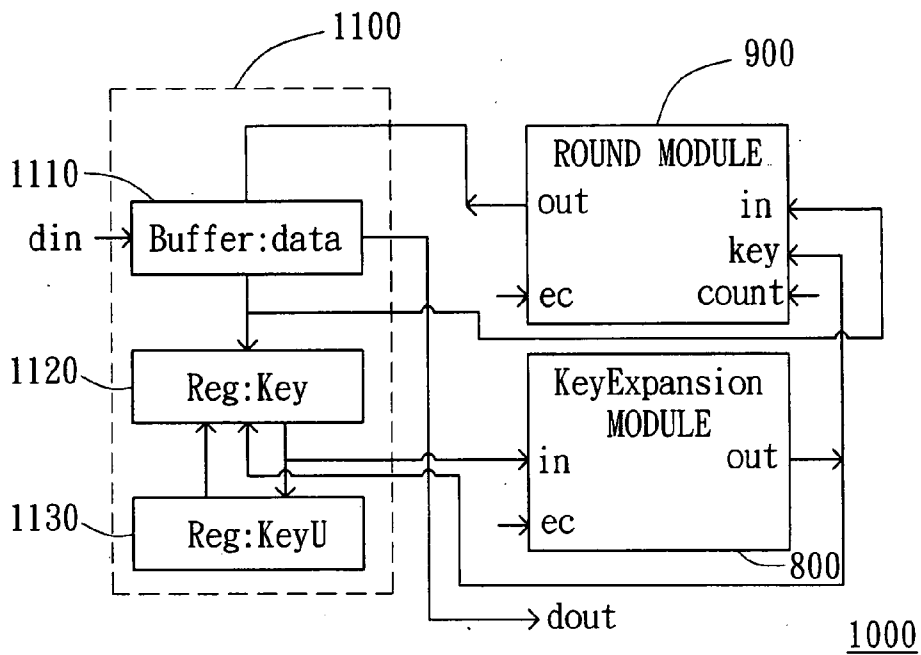 1100
900
ROUND MODULE
1110
out
in
din
Buffer:data
key
ec
count
1120
Reg:Key
KeyExpansion
MODULE
in
out
1130
Reg:KeyU
ec
800
dout
1000